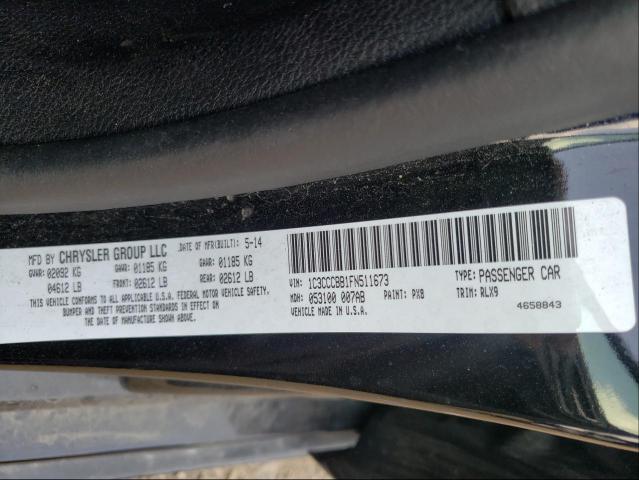 MFD BY CHRYSLER GROUP LLC
DATE OF MFR(BUILT): 5-14
GVWR: 02092 KG GAWR: 01185 KG GAWR: 01185 KG
04612 LB FRONT: 02612 LB REAR: 02612 LB
THIS VEHICLE CONFORMS TO ALL APPLICABLE U.S.A. FEDERAL MOTOR VEHICLE SAFETY,
BUMPER AND THEFT PREVENTION STANDARDS IN EFFECT ON
THE DATE OF MANUFACTURE SHOWN ABOVE.
VIN: 1C3CCCBB1FN511673 TYPE: PASSENGER CAR
MDH: 053100 007AB PAINT: PX8 TRIM: RLX9
VEHICLE MADE IN U.S.A. 4658843